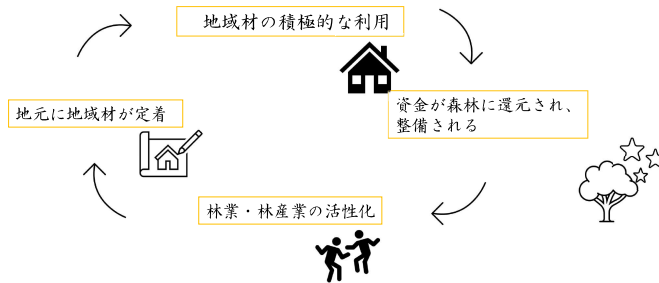 地域材の積極的な利用
資金が森林に還元され、
整備される
林業・林産業の活性化
地元に地域材が定着